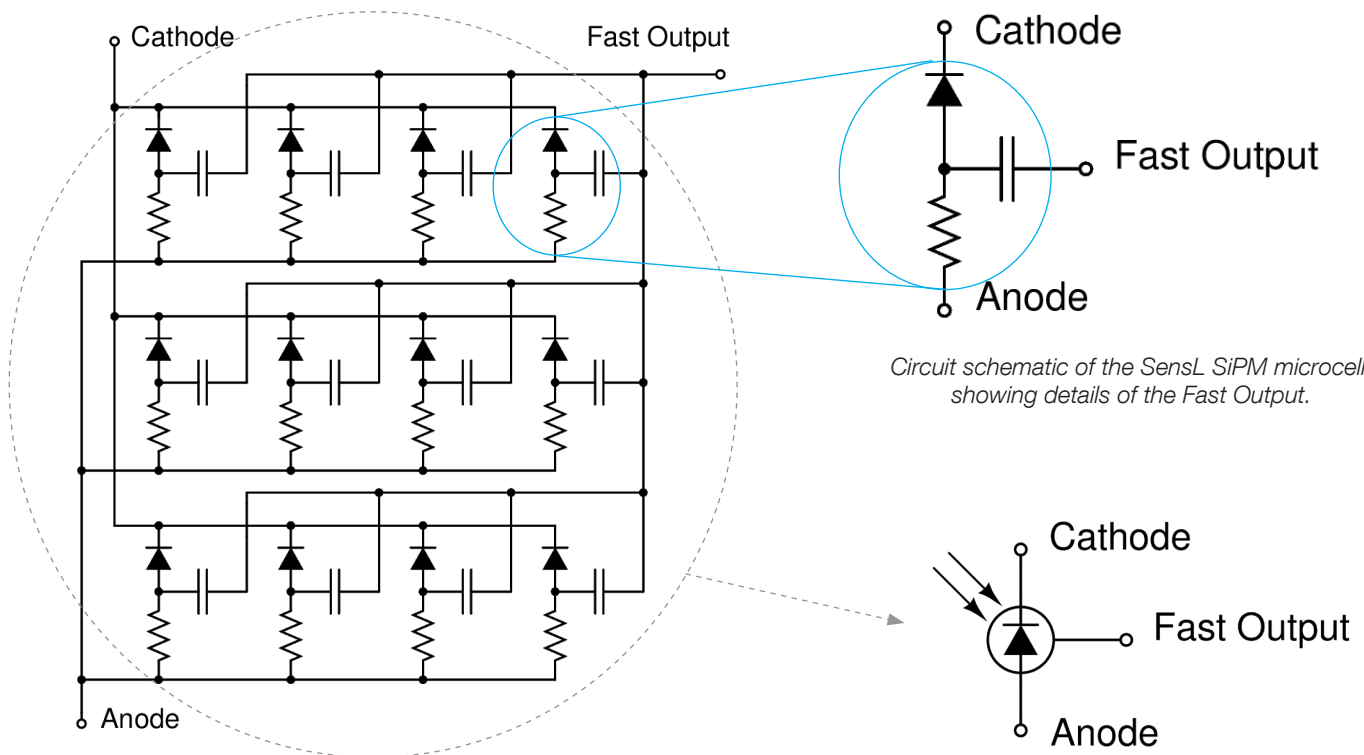 Cathode
Fast Output
Anode
Cathode
Fast Output
Anode
Circuit schematic of the SensL SiPM microcell
showing details of the Fast Output.
Cathode
Fast Output
Anode